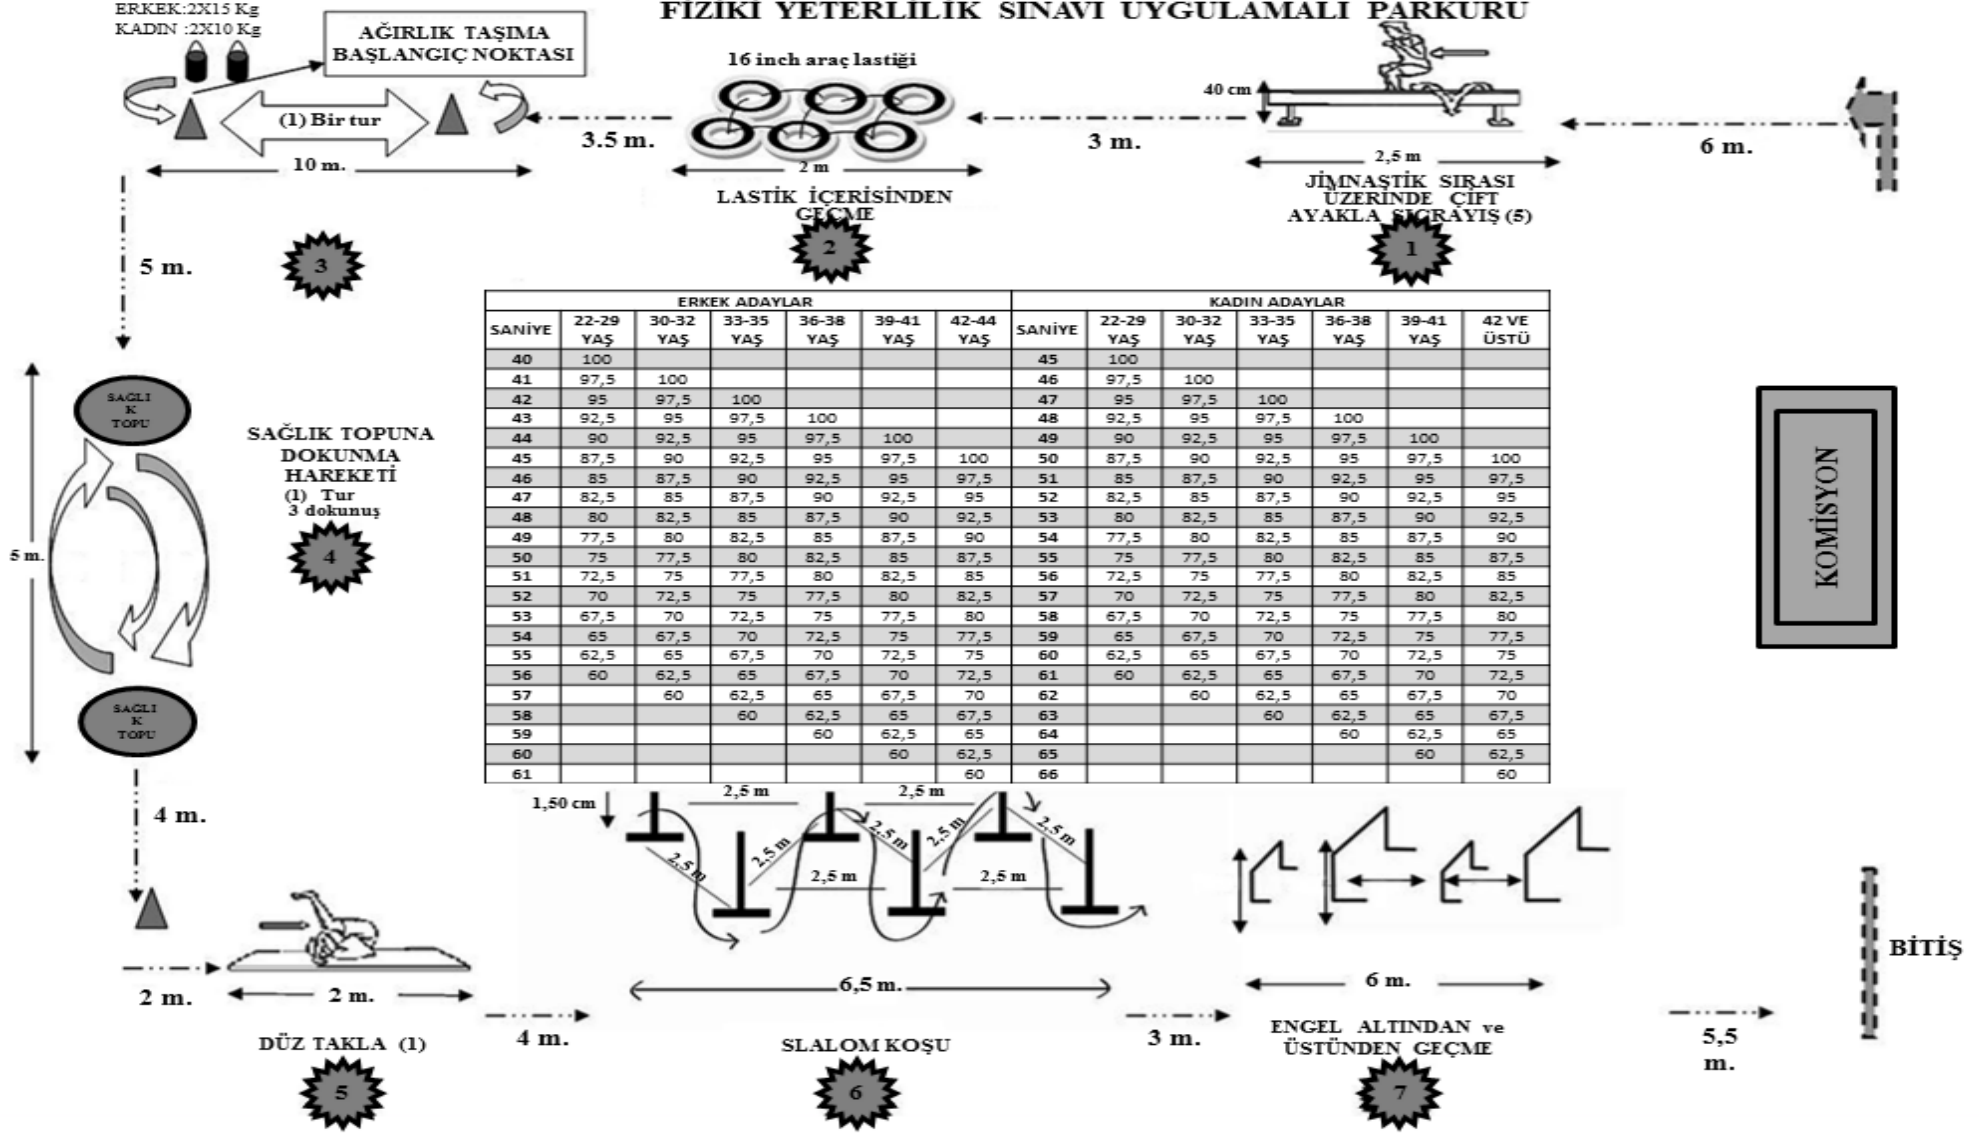 FİZİKİ YETERLİLİK SINAVI UYGULAMALI PARKURU
ERKEK:2X15 Kg
KADIN :2X10 Kg
AĞIRLIK TAŞIMA
BAŞLANGIÇ NOKTASI
(1) Bir tur
10 m.
3.5 m.
16 inch araç lastiği
2 m
LASTİK İÇERİSİNDEN
GEÇME
2
3 m.
40 cm
2,5 m
JİMNAŞTİK SIRASI
ÜZERİNDE ÇİFT
AYAKLA SIÇRAYIŞ (5)
1
6 m.
3
5 m.
SAĞLI
K
TOPU
SAĞLIK TOPUNA
DOKUNMA
HAREKETİ
(1) Tur
3 dokunuş
4
5 m.
SAĞLI
K
TOPU
4 m.
ERKEK ADAYLAR KADIN ADAYLAR
SANİYE 22-29 YAŞ 30-32 YAŞ 33-35 YAŞ 36-38 YAŞ 39-41 YAŞ 42-44 YAŞ SANİYE 22-29 YAŞ 30-32 YAŞ 33-35 YAŞ 36-38 YAŞ 39-41 YAŞ 42 VE ÜSTÜ
40 100 45 100
41 97,5 100 46 97,5 100
42 95 97,5 100 47 95 97,5 100
43 92,5 95 97,5 100 48 92,5 95 97,5 100
44 90 92,5 95 97,5 100 49 90 92,5 95 97,5 100
45 87,5 90 92,5 95 97,5 100 50 87,5 90 92,5 95 97,5 100
46 85 87,5 90 92,5 95 97,5 51 85 87,5 90 92,5 95 97,5
47 82,5 85 87,5 90 92,5 95 52 82,5 85 87,5 90 92,5 95
48 80 82,5 85 87,5 90 92,5 53 80 82,5 85 87,5 90 92,5
49 77,5 80 82,5 85 87,5 90 54 77,5 80 82,5 85 87,5 90
50 75 77,5 80 82,5 85 87,5 55 75 77,5 80 82,5 85 87,5
51 72,5 75 77,5 80 82,5 85 56 72,5 75 77,5 80 82,5 85
52 70 72,5 75 77,5 80 82,5 57 70 72,5 75 77,5 80 82,5
53 67,5 70 72,5 75 77,5 80 58 67,5 70 72,5 75 77,5 80
54 65 67,5 70 72,5 75 77,5 59 65 67,5 70 72,5 75 77,5
55 62,5 65 67,5 70 72,5 75 60 62,5 65 67,5 70 72,5 75
56 60 62,5 65 67,5 70 72,5 61 60 62,5 65 67,5 70 72,5
57 60 62,5 65 67,5 70 62 60 62,5 65 67,5 70
58 60 62,5 65 67,5 63 60 62,5 65 67,5
59 60 62,5 65 64 60 62,5 65
60 60 62,5 65 60 62,5
61 60 66 60
KOMİSYON
2 m.
2 m.
DÜZ TAKLA (1)
5
4 m.
1,50 cm
2,5 m
2,5 m
2,5 m
2,5 m
2,5 m
2,5 m
2,5 m
2,5 m
2,5 m
6,5 m.
SLALOM KOŞU
6
3 m.
6 m.
ENGEL ALTINDAN ve
ÜSTÜNDEN GEÇME
7
5,5
m.
BİTİŞ